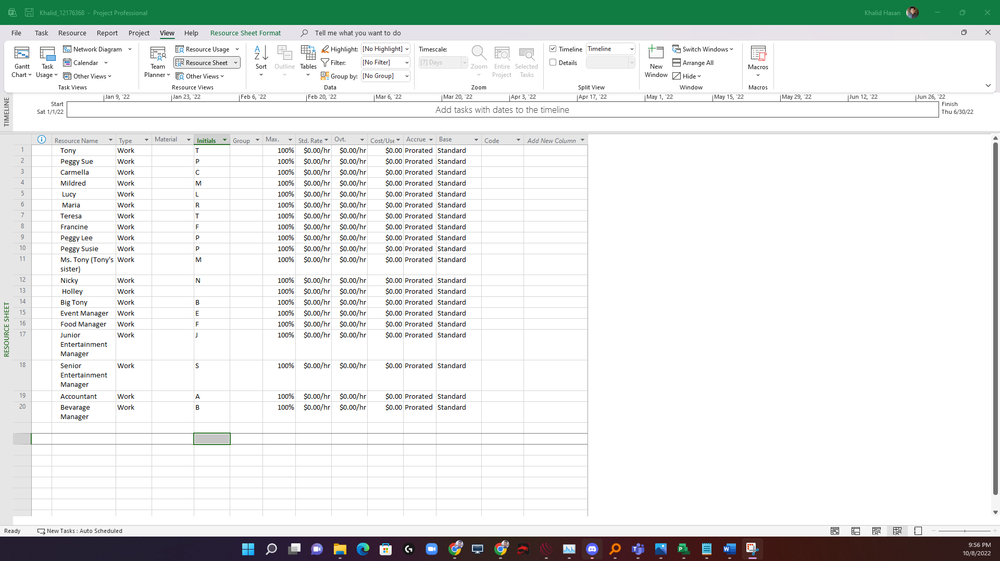 Khalid_12176368 - Project Professional
Khalid Hasan
File Task Resource Report Project View Help Resource Sheet Format Tell me what you want to do
Gantt Chart
Task Usage
Network Diagram
Calendar
Other Views
Task Views
Team Planner
Resource Usage
Resource Sheet
Other Views
Resource Views
A Z
Sort
Outline
Tables
Highlight: [No Highlight]
Filter: [No Filter]
Group by: [No Group]
Data
Timescale:
[7] Days
Zoom
Entire Project
Selected Tasks
Zoom
Timeline Timeline
Details
Split View
New Window
Switch Windows
Arrange All
Hide
Window
Macros
Macros
TIMELINE
Jan 9, '22 Jan 23, '22 Feb 6, '22 Feb 20, '22 Mar 6, '22 Mar 20, '22 Apr 3, '22 Apr 17, '22 May 1, '22 May 15, '22 May 29, '22 Jun 12, '22 Jun 26, '22
Start
Sat 1/1/22
Add tasks with dates to the timeline
Finish
Thu 6/30/22
RESOURCE SHEET
Resource Name Type Material Initials Group Max. Std. Rate Ovt. Cost/Use Accrue Base Code Add New Column
1 Tony Work T 100% $0.00/hr $0.00/hr $0.00 Prorated Standard
2 Peggy Sue Work P 100% $0.00/hr $0.00/hr $0.00 Prorated Standard
3 Carmella Work C 100% $0.00/hr $0.00/hr $0.00 Prorated Standard
4 Mildred Work M 100% $0.00/hr $0.00/hr $0.00 Prorated Standard
5 Lucy Work L 100% $0.00/hr $0.00/hr $0.00 Prorated Standard
6 Maria Work R 100% $0.00/hr $0.00/hr $0.00 Prorated Standard
7 Teresa Work T 100% $0.00/hr $0.00/hr $0.00 Prorated Standard
8 Francine Work F 100% $0.00/hr $0.00/hr $0.00 Prorated Standard
9 Peggy Lee Work P 100% $0.00/hr $0.00/hr $0.00 Prorated Standard
10 Peggy Susie Work P 100% $0.00/hr $0.00/hr $0.00 Prorated Standard
11 Ms. Tony (Tony's Work M 100% $0.00/hr $0.00/hr $0.00 Prorated Standard
sister)
12 Nicky Work N 100% $0.00/hr $0.00/hr $0.00 Prorated Standard
13 Holley Work 100% $0.00/hr $0.00/hr $0.00 Prorated Standard
14 Big Tony Work B 100% $0.00/hr $0.00/hr $0.00 Prorated Standard
15 Event Manager Work E 100% $0.00/hr $0.00/hr $0.00 Prorated Standard
16 Food Manager Work F 100% $0.00/hr $0.00/hr $0.00 Prorated Standard
17 Junior Work J 100% $0.00/hr $0.00/hr $0.00 Prorated Standard
Entertainment
Manager
18 Senior Work S 100% $0.00/hr $0.00/hr $0.00 Prorated Standard
Entertainment
Manager
19 Accountant Work A 100% $0.00/hr $0.00/hr $0.00 Prorated Standard
20 Bevarage Work B 100% $0.00/hr $0.00/hr $0.00 Prorated Standard
Manager
Ready New Tasks : Auto Scheduled
9:56 PM
10/8/2022